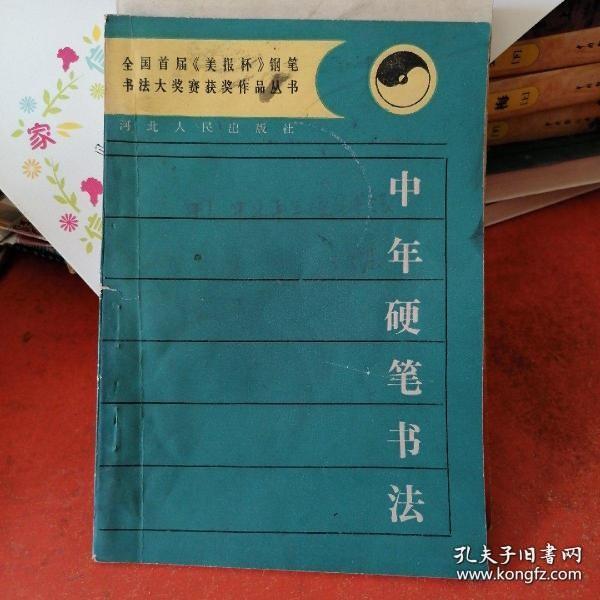 全国首届《美报杯》钢笔
书法大奖赛获奖作品丛书
河北人民出版社
中年硬笔书法
家
孔夫子旧书网
www.kongfz.com